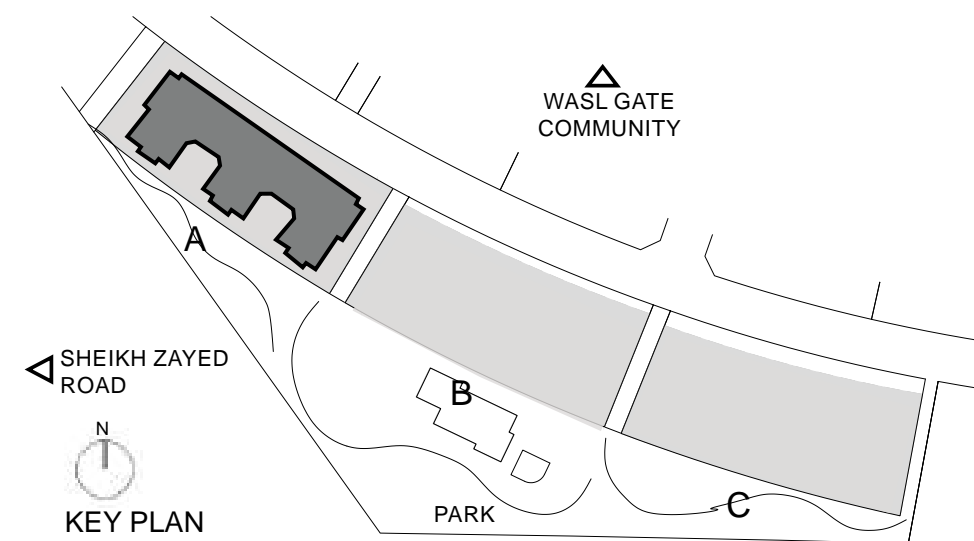 WASL GATE
COMMUNITY
A
SHEIKH ZAYED
ROAD
B
N
KEY PLAN
PARK
C